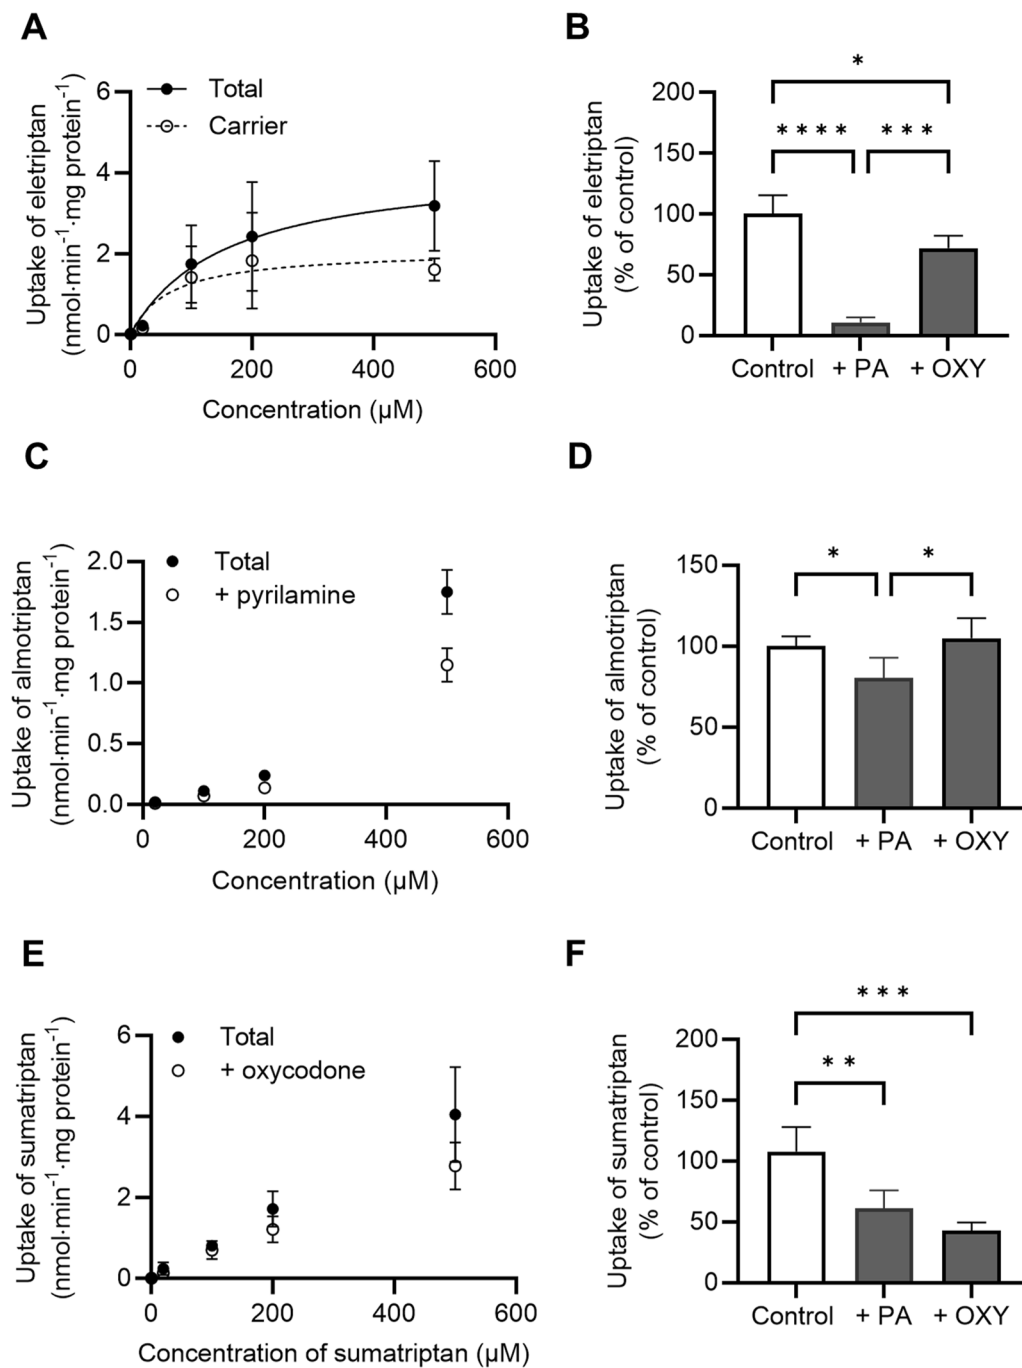 A
Uptake of eletriptan
(nmol·min⁻¹·mg protein⁻¹)
6
4
2
0
Total
Carrier
0 200 400 600
Concentration (µM)
B
Uptake of eletriptan
(% of control)
200
150
100
50
0
*
**** ***
Control + PA + OXY
C
Uptake of almotriptan
(nmol·min⁻¹·mg protein⁻¹)
2.0
1.5
1.0
0.5
0.0
Total
+ pyrilamine
0 200 400 600
Concentration (µM)
D
Uptake of almotriptan
(% of control)
150
100
50
0
* *
Control + PA + OXY
E
Uptake of sumatriptan
(nmol·min⁻¹·mg protein⁻¹)
6
4
2
0
Total
+ oxycodone
0 200 400 600
Concentration of sumatriptan (µM)
F
Uptake of sumatriptan
(% of control)
200
150
100
50
0
***
**
Control + PA + OXY